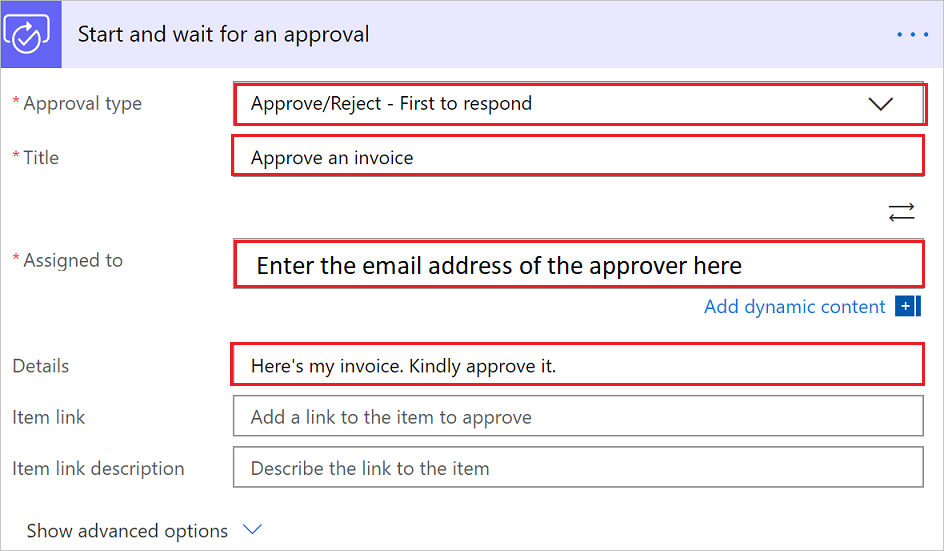 Start and wait for an approval
* Approval type
Approve/Reject - First to respond
* Title
Approve an invoice
* Assigned to
Enter the email address of the approver here
Add dynamic content
Details
Here's my invoice. Kindly approve it.
Item link
Add a link to the item to approve
Item link description
Describe the link to the item
Show advanced options